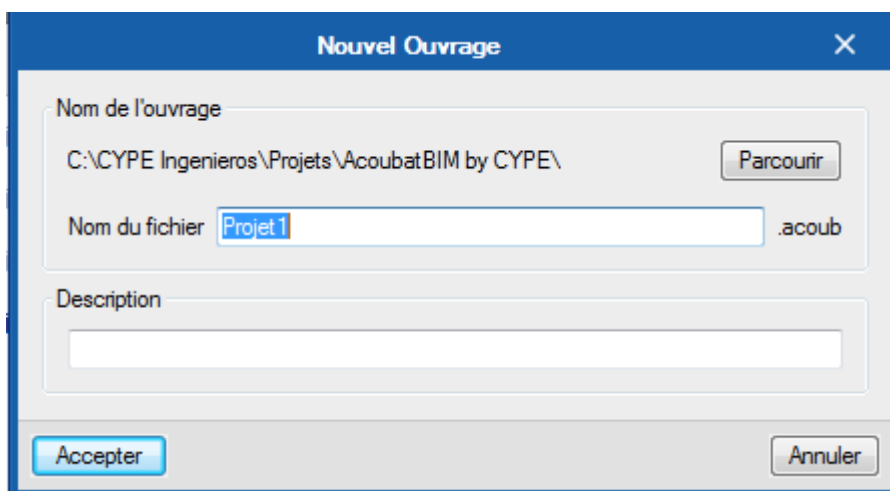 Nouvel Ouvrage
Nom de l'ouvrage
C:\CYPE Ingenieros\Projets\AcoubatBIM by CYPE\
Parcourir
Nom du fichier Projet1 .acoub
Description
Accepter Annuler